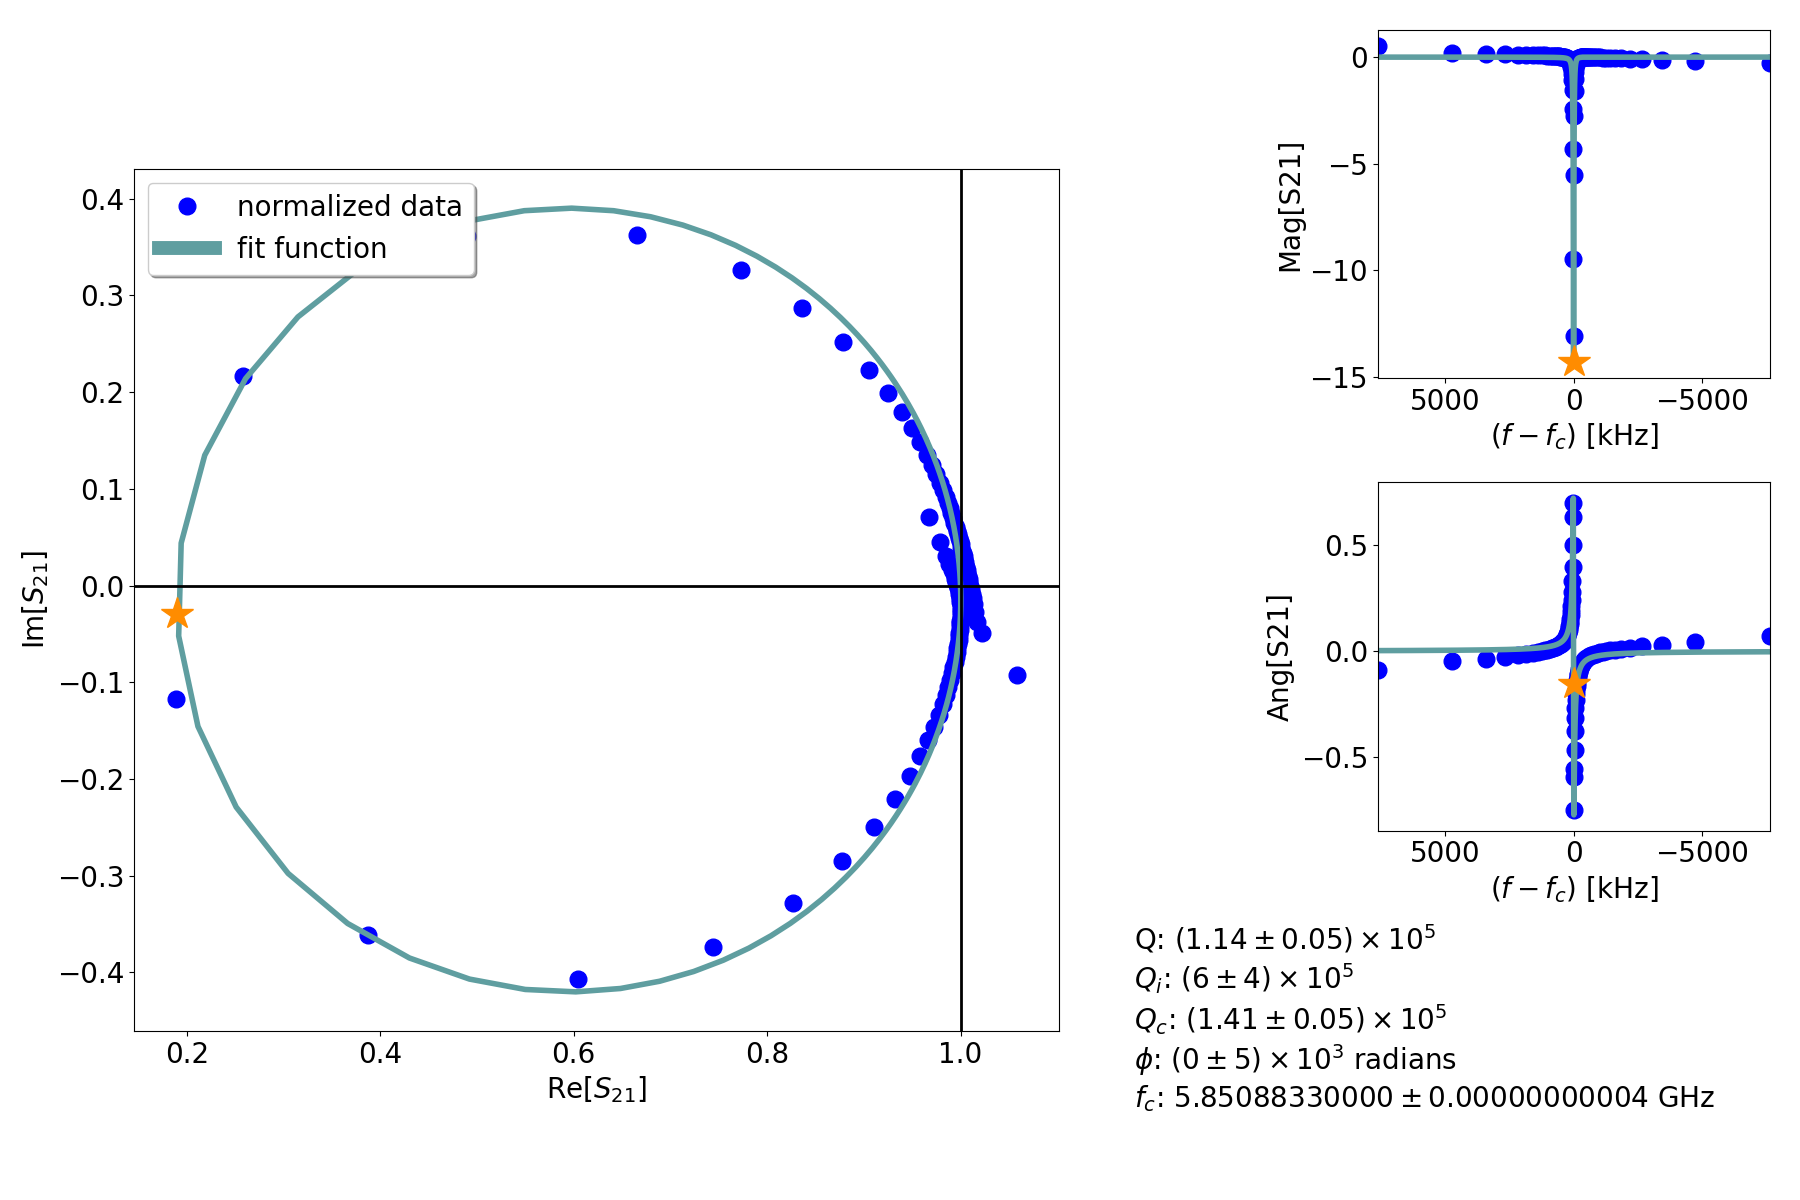 normalized data
fit function
0.4
0.3
0.2
0.1
0.0
−0.1
−0.2
−0.3
−0.4
Im[S21]
0.2
0.4
0.6
0.8
1.0
Re[S21]
0
−5
−10
−15
Mag[S21]
5000
0
−5000
(f − fc) [kHz]
0.5
0.0
−0.5
Ang[S21]
5000
0
−5000
(f − fc) [kHz]
Q: (1.14 ± 0.05) × 10^5
Qi: (6 ± 4) × 10^5
Qc: (1.41 ± 0.05) × 10^5
ϕ: (0 ± 5) × 10^3 radians
fc: 5.85088330000 ± 0.00000000004 GHz